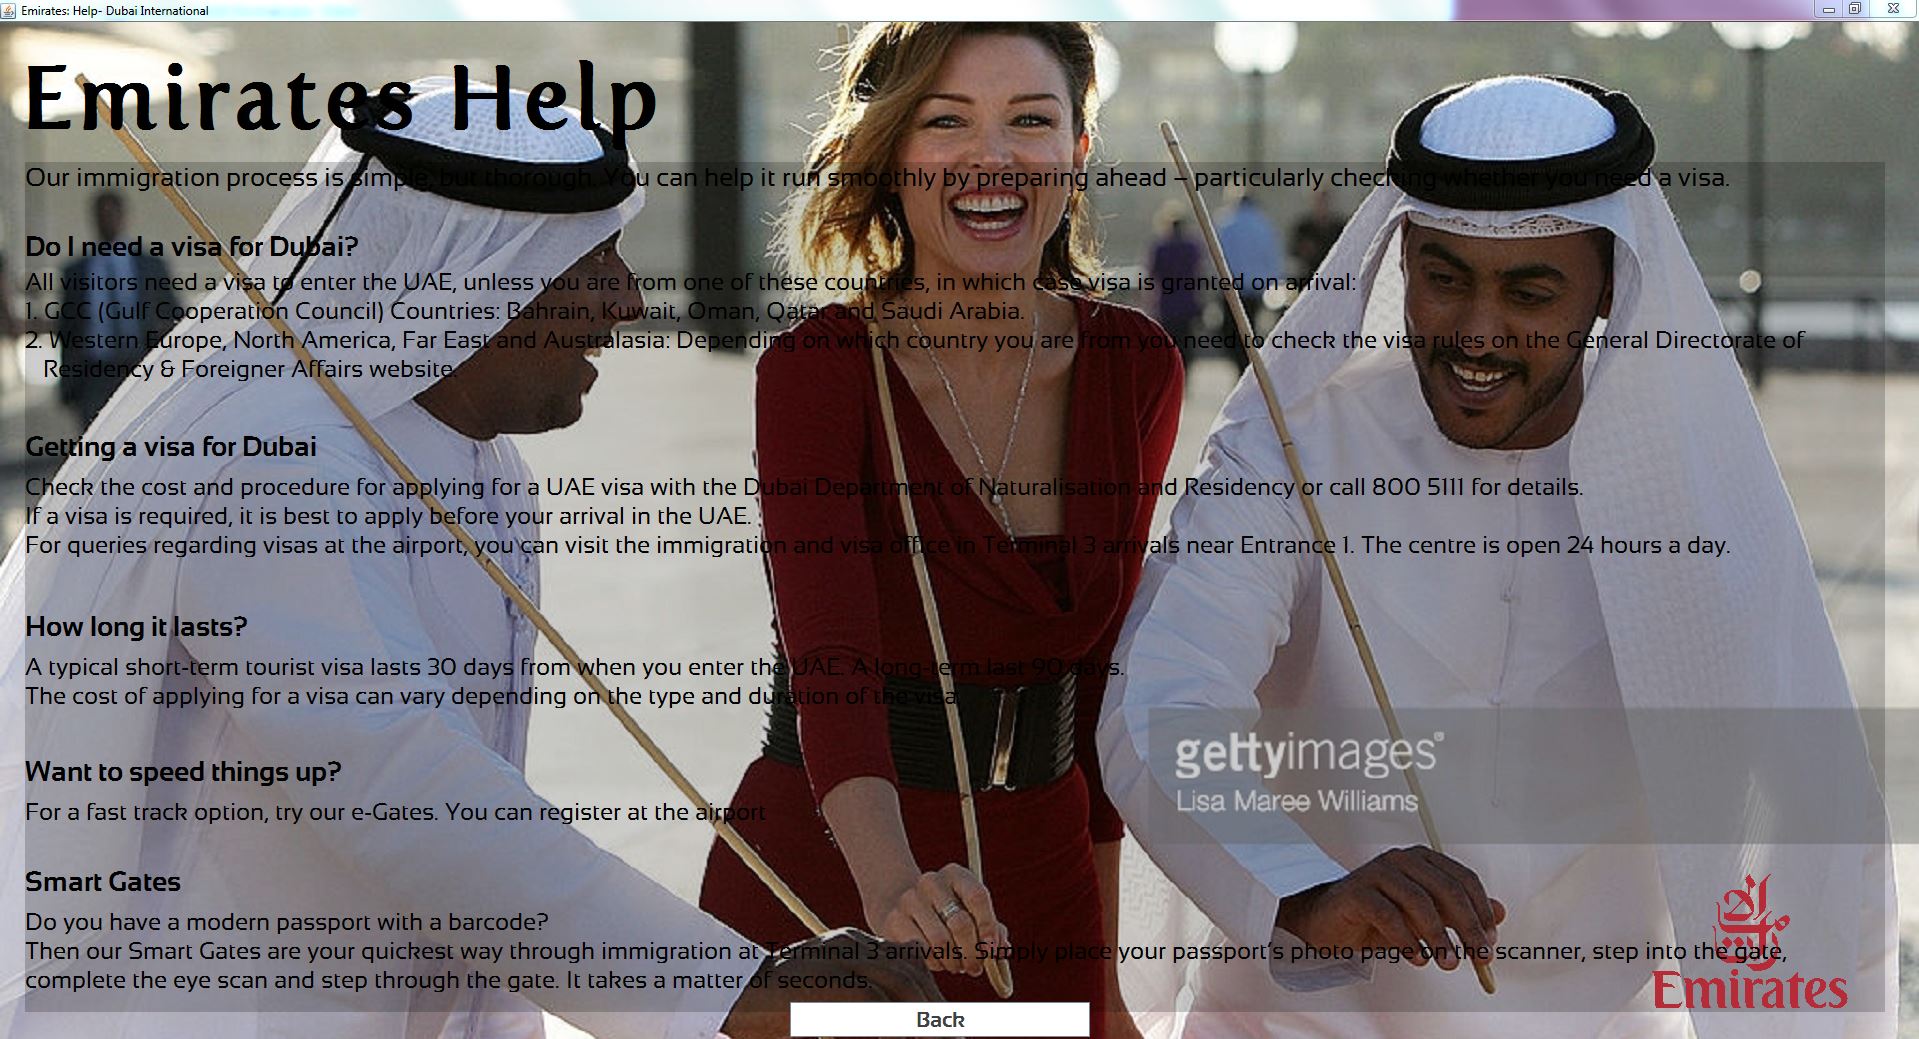 Emirates: Help- Dubai International
Emirates Help
Our immigration process is simple, but thorough. You can help it run smoothly by preparing ahead – particularly checking whether you need a visa.
Do I need a visa for Dubai?
All visitors need a visa to enter the UAE, unless you are from one of these countries, in which case visa is granted on arrival:
1. GCC (Gulf Cooperation Council) Countries: Bahrain, Kuwait, Oman, Qatar and Saudi Arabia.
2. Western Europe, North America, Far East and Australasia: Depending on which country you are from you need to check the visa rules on the General Directorate of
Residency & Foreigner Affairs website.
Getting a visa for Dubai
Check the cost and procedure for applying for a UAE visa with the Dubai Department of Naturalisation and Residency or call 800 5111 for details.
If a visa is required, it is best to apply before your arrival in the UAE.
For queries regarding visas at the airport, you can visit the immigration and visa office in Terminal 3 arrivals near Entrance 1. The centre is open 24 hours a day.
How long it lasts?
A typical short-term tourist visa lasts 30 days from when you enter the UAE. A long-term last 90 days.
The cost of applying for a visa can vary depending on the type and duration of the visa.
Want to speed things up?
gettyimages®
Lisa Maree Williams
For a fast track option, try our e-Gates. You can register at the airport
Smart Gates
Do you have a modern passport with a barcode?
Then our Smart Gates are your quickest way through immigration at Terminal 3 arrivals. Simply place your passport's photo page on the scanner, step into the gate,
complete the eye scan and step through the gate. It takes a matter of seconds.
Emirates
Back